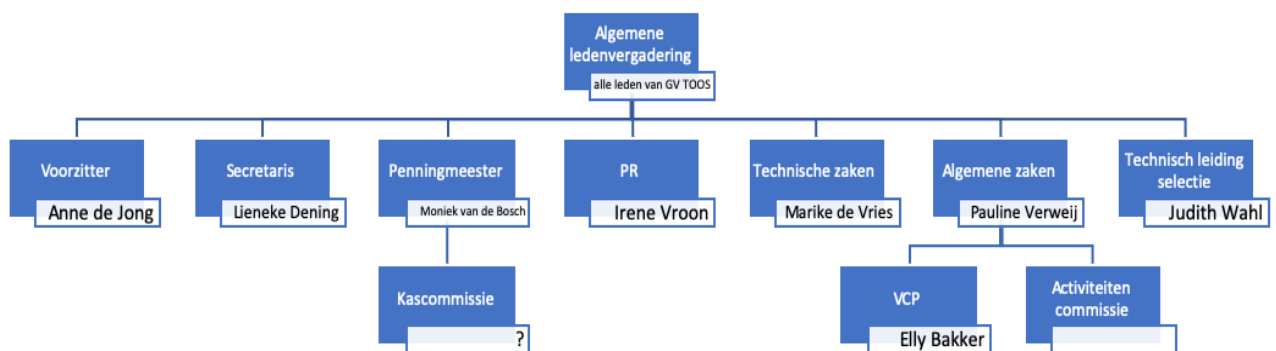 Algemene
ledenvergadering
alle leden van GV TOOS
Voorzitter
Anne de Jong
Secretaris
Lieneke Dening
Penningmeester
Moniek van de Bosch
PR
Irene Vroon
Technische zaken
Marike de Vries
Algemene zaken
Pauline Verweij
Technisch leiding
selectie
Judith Wahl
Kascommissie
?
VCP
Elly Bakker
Activiteiten
commissie